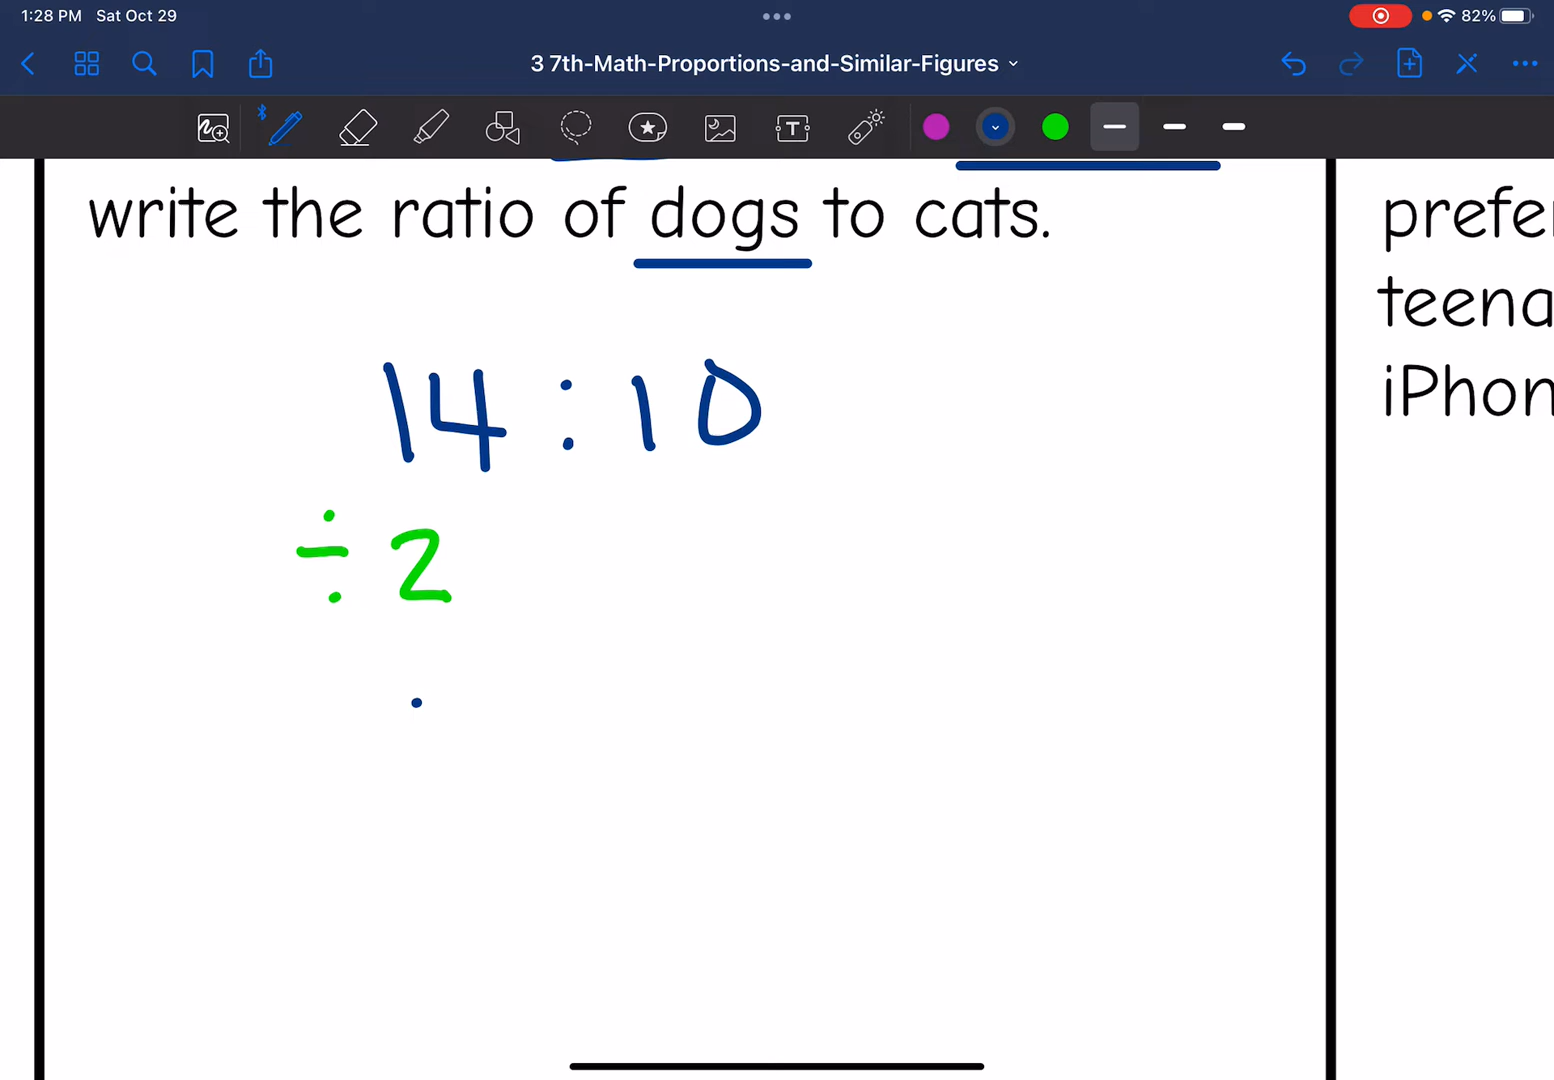 1:28 PM Sat Oct 29
82%
3 7th-Math-Proportions-and-Similar-Figures
T
write the ratio of dogs to cats.
14 : 10
÷ 2
prefe
teena
iPhon